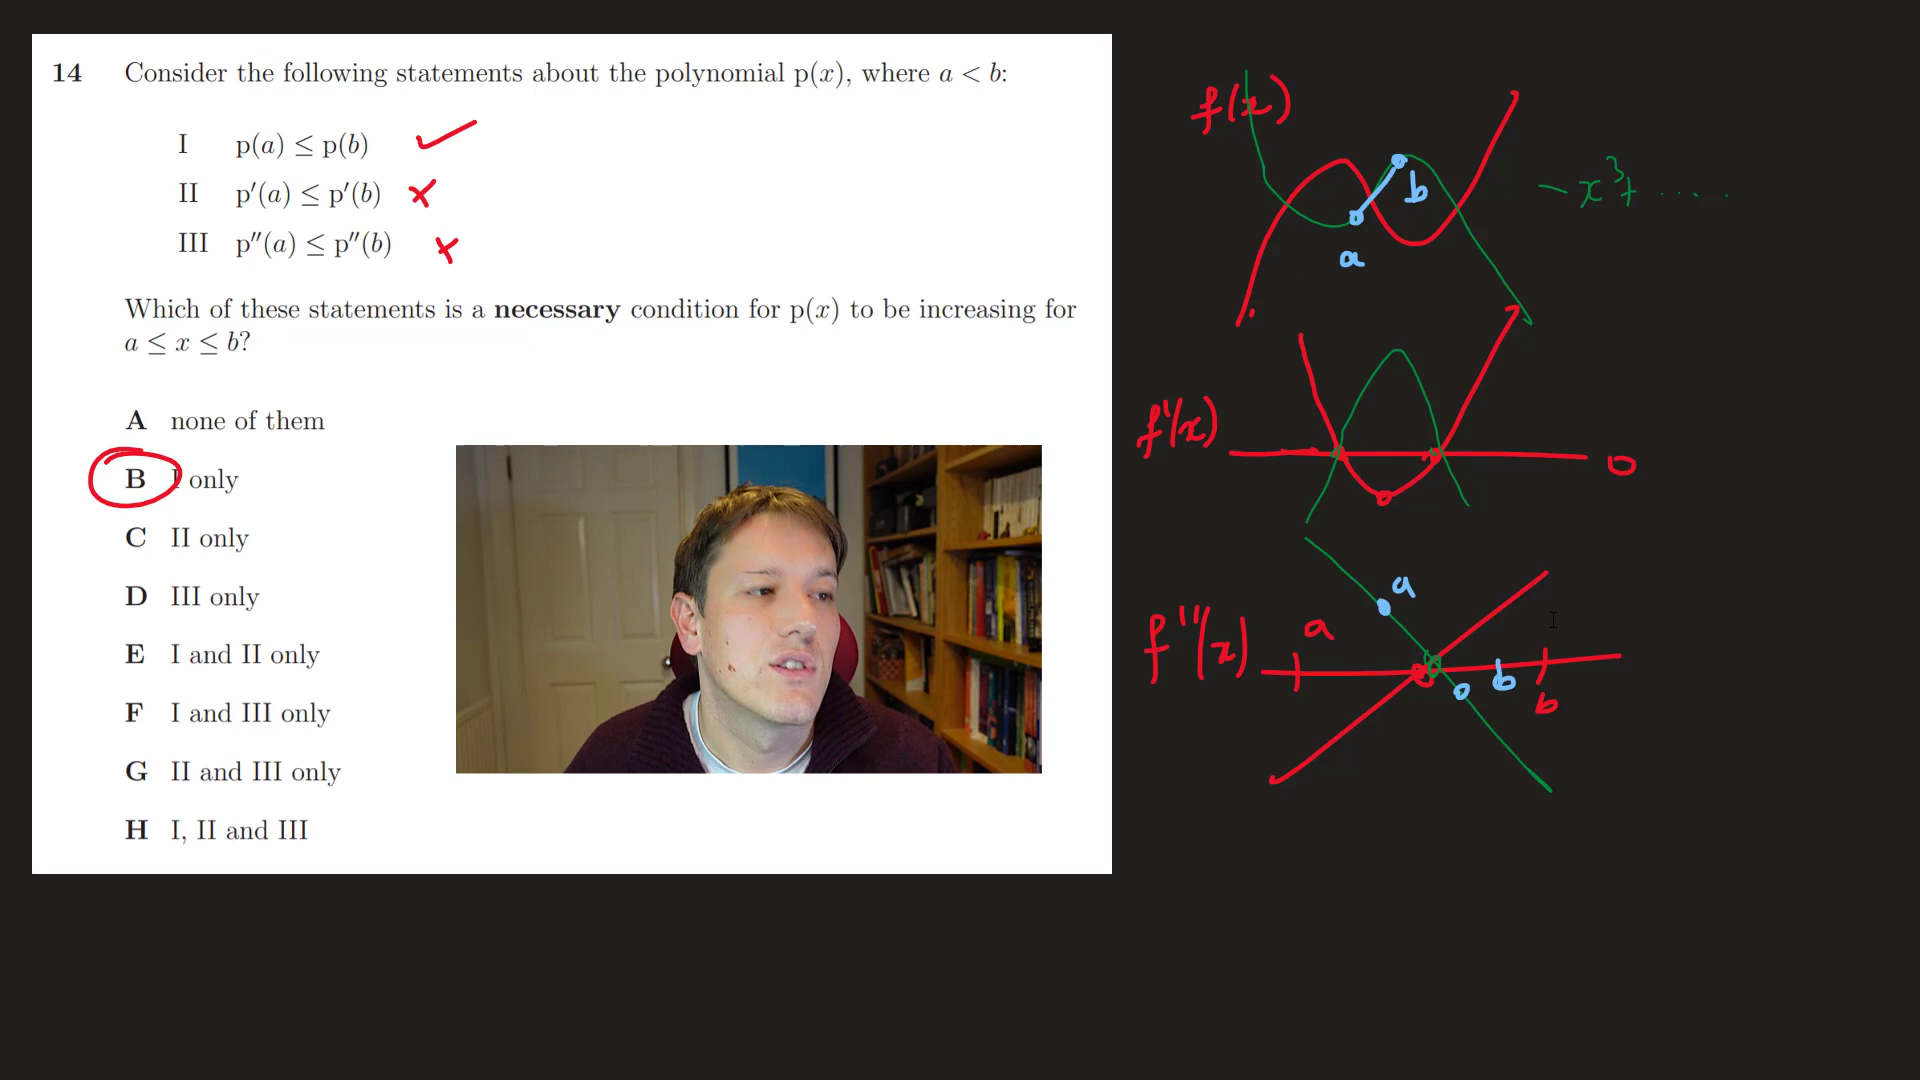 14 Consider the following statements about the polynomial p(x), where a < b:
I p(a) ≤ p(b)
II p′(a) ≤ p′(b)
III p″(a) ≤ p″(b)
Which of these statements is a necessary condition for p(x) to be increasing for
a ≤ x ≤ b?
A none of them
B I only
C II only
D III only
E I and II only
F I and III only
G II and III only
H I, II and III
f(x)
b
a
-x³+ .....
f'(x)
0
a
f''(x)
a
b
b